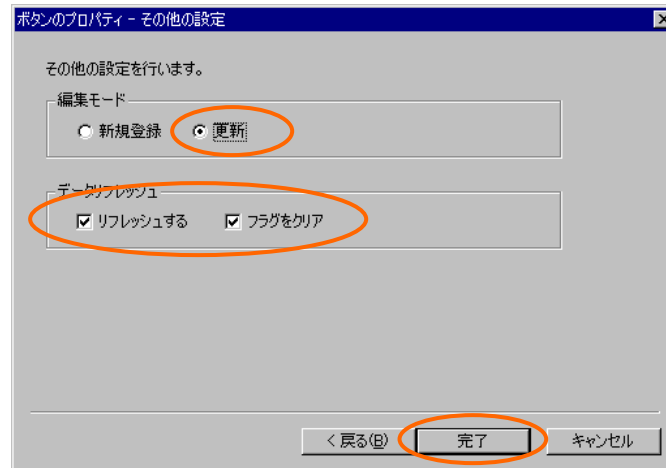 ボタンのプロパティ - その他の設定
その他の設定を行います。
編集モード
新規登録 更新
データリフレッシュ
リフレッシュする フラグをクリア
< 戻る(B) 完了 キャンセル